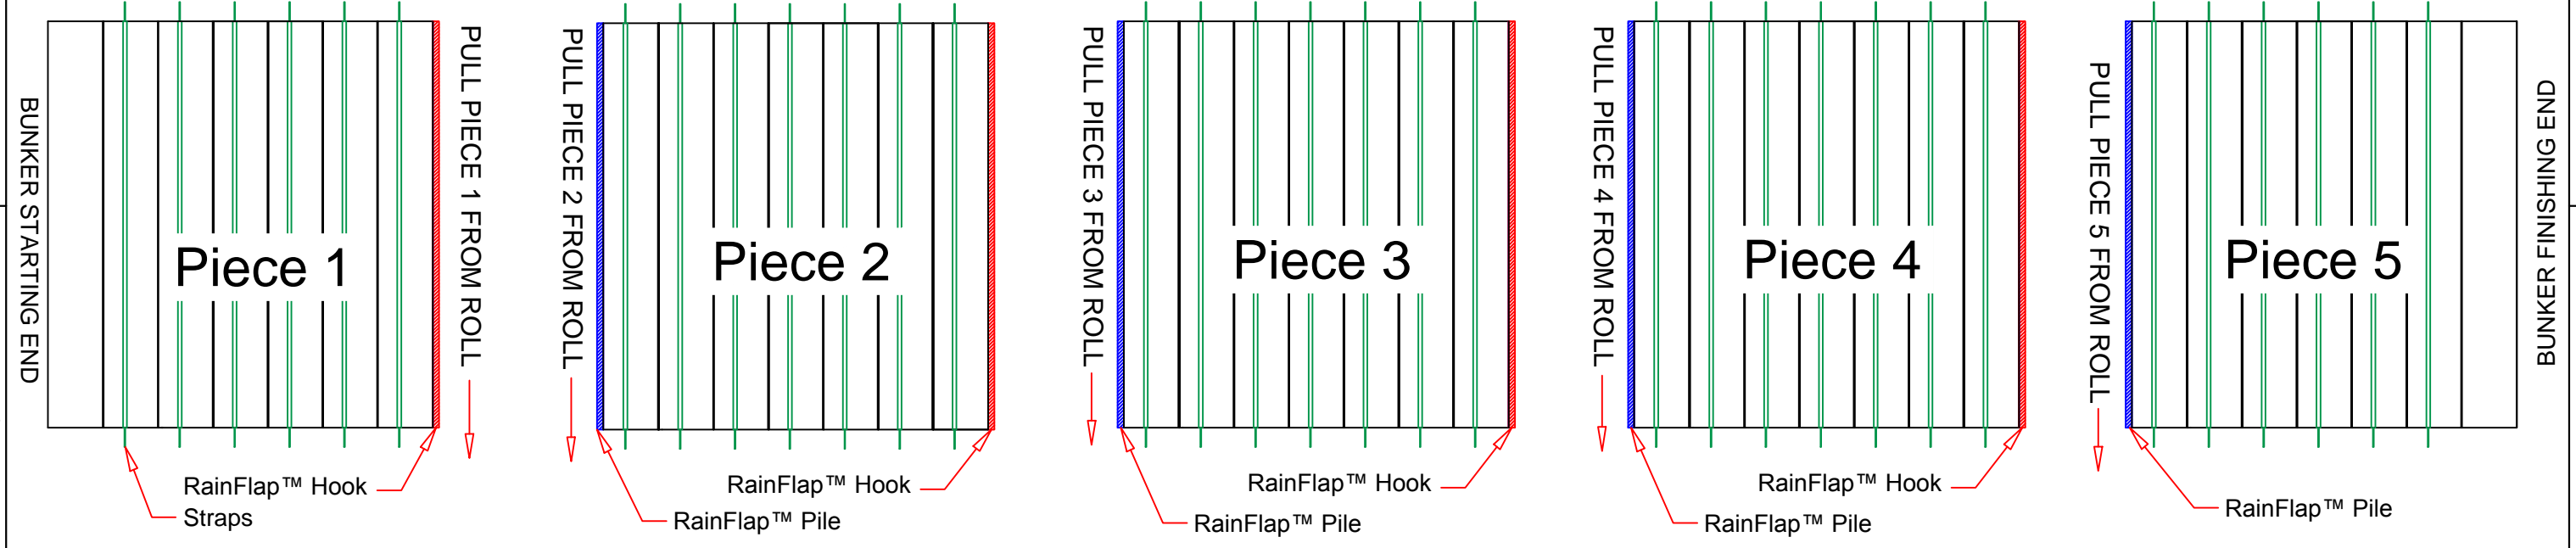 BUNKER STARTING END
Piece 1
PULL PIECE 1 FROM ROLL
RainFlap™ Hook
Straps
PULL PIECE 2 FROM ROLL
Piece 2
RainFlap™ Hook
RainFlap™ Pile
PULL PIECE 3 FROM ROLL
Piece 3
RainFlap™ Hook
RainFlap™ Pile
PULL PIECE 4 FROM ROLL
Piece 4
RainFlap™ Hook
RainFlap™ Pile
PULL PIECE 5 FROM ROLL
Piece 5
RainFlap™ Pile
BUNKER FINISHING END